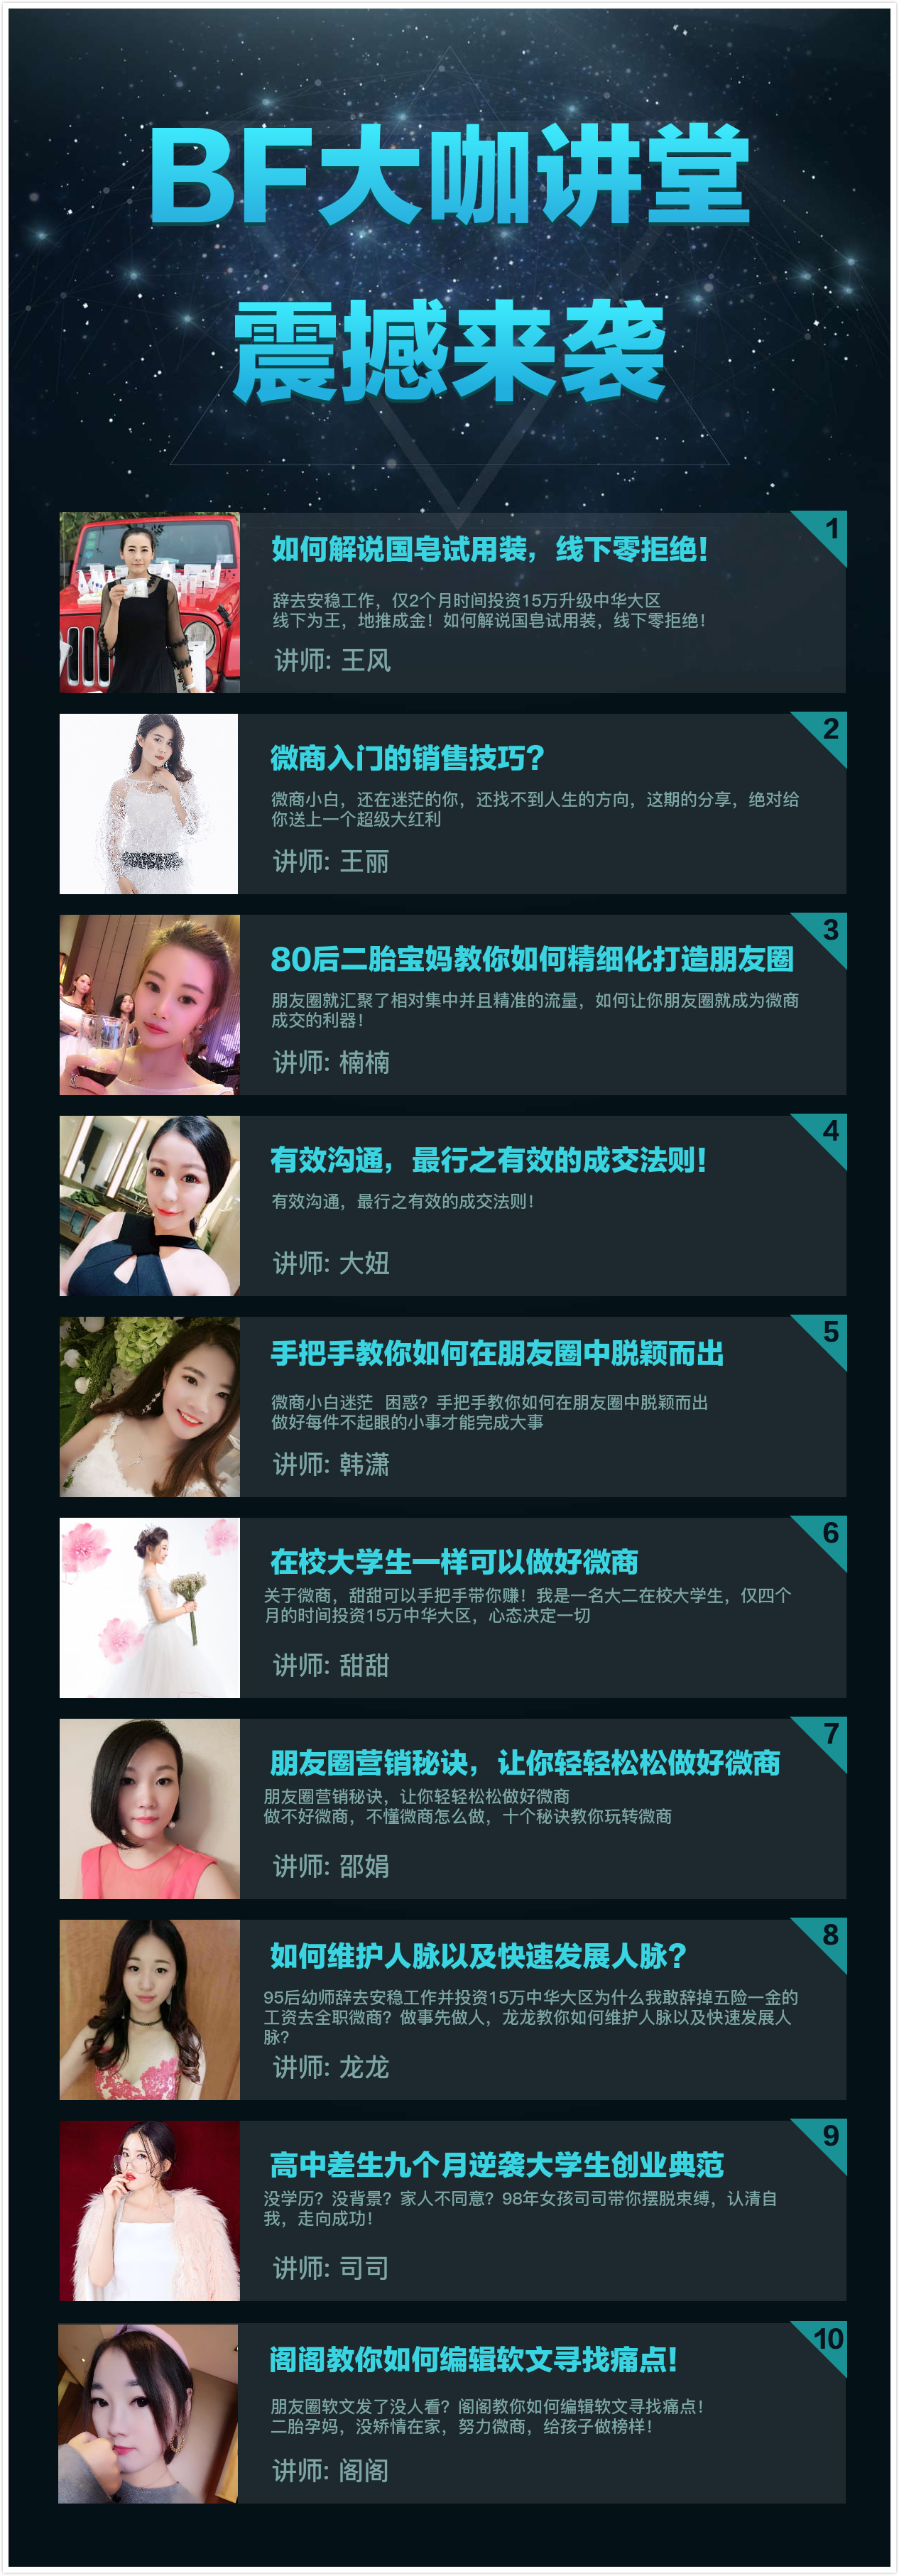 BF大咖讲堂
震撼来袭
1
如何解说国皂试用装，线下零拒绝！
辞去安稳工作，仅2个月时间投资15万升级中华大区
线下为王，地推成金！如何解说国皂试用装，线下零拒绝！
讲师：王风
2
微商入门的销售技巧？
微商小白，还在迷茫的你，还找不到人生的方向，这期的分享，绝对给
你送上一个超级大红利
讲师：王丽
3
80后二胎宝妈教你如何精细化打造朋友圈
朋友圈就汇聚了相对集中并且精准的流量，如何让你朋友圈就成为微商
成交的利器！
讲师：楠楠
4
有效沟通，最行之有效的成交法则！
有效沟通，最行之有效的成交法则！
讲师：大妞
5
手把手教你如何在朋友圈中脱颖而出
微商小白迷茫 困惑？手把手教你如何在朋友圈中脱颖而出
做好每件不起眼的小事才能完成大事
讲师：韩潇
6
在校大学生一样可以做好微商
关于微商，甜甜可以手把手带你赚！我是一名大二在校大学生，仅四个
月的时间投资15万中华大区，心态决定一切
讲师：甜甜
7
朋友圈营销秘诀，让你轻轻松松做好微商
朋友圈营销秘诀，让你轻轻松松做好微商
做不好微商，不懂微商怎么做，十个秘诀教你玩转微商
讲师：邵娟
8
如何维护人脉以及快速发展人脉？
95后幼师辞去安稳工作并投资15万中华大区为什么我敢辞掉五险一金的
工资去全职微商？做事先做人，龙龙教你如何维护人脉以及快速发展人
脉？
讲师：龙龙
9
高中差生九个月逆袭大学生创业典范
没学历？没背景？家人不同意？98年女孩司司带你摆脱束缚，认清自
我，走向成功！
讲师：司司
10
阁阁教你如何编辑软文寻找痛点！
朋友圈软文发了没人看？阁阁教你如何编辑软文寻找痛点！
二胎孕妈，没矫情在家，努力微商，给孩子做榜样！
讲师：阁阁